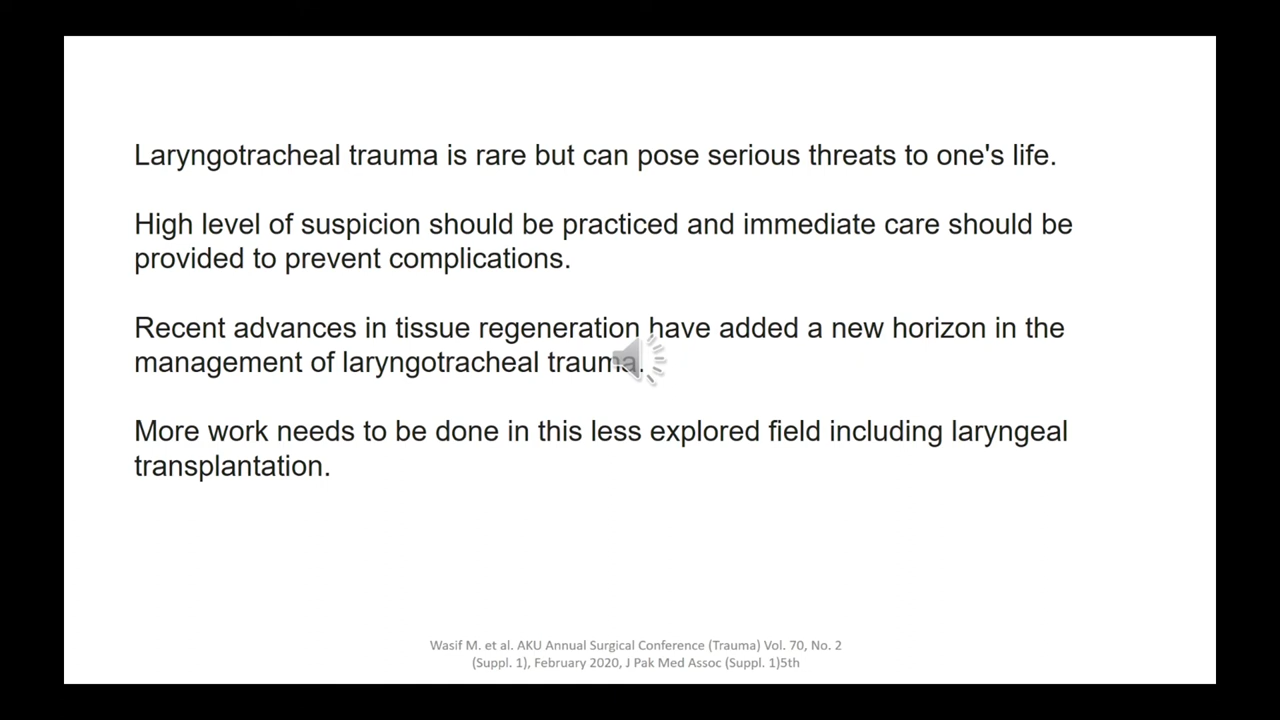 Laryngotracheal trauma is rare but can pose serious threats to one's life.
High level of suspicion should be practiced and immediate care should be
provided to prevent complications.
Recent advances in tissue regeneration have added a new horizon in the
management of laryngotracheal trauma.
More work needs to be done in this less explored field including laryngeal
transplantation.
Wasif M. et al. AKU Annual Surgical Conference (Trauma) Vol. 70, No. 2
(Suppl. 1), February 2020, J Pak Med Assoc (Suppl. 1)5th